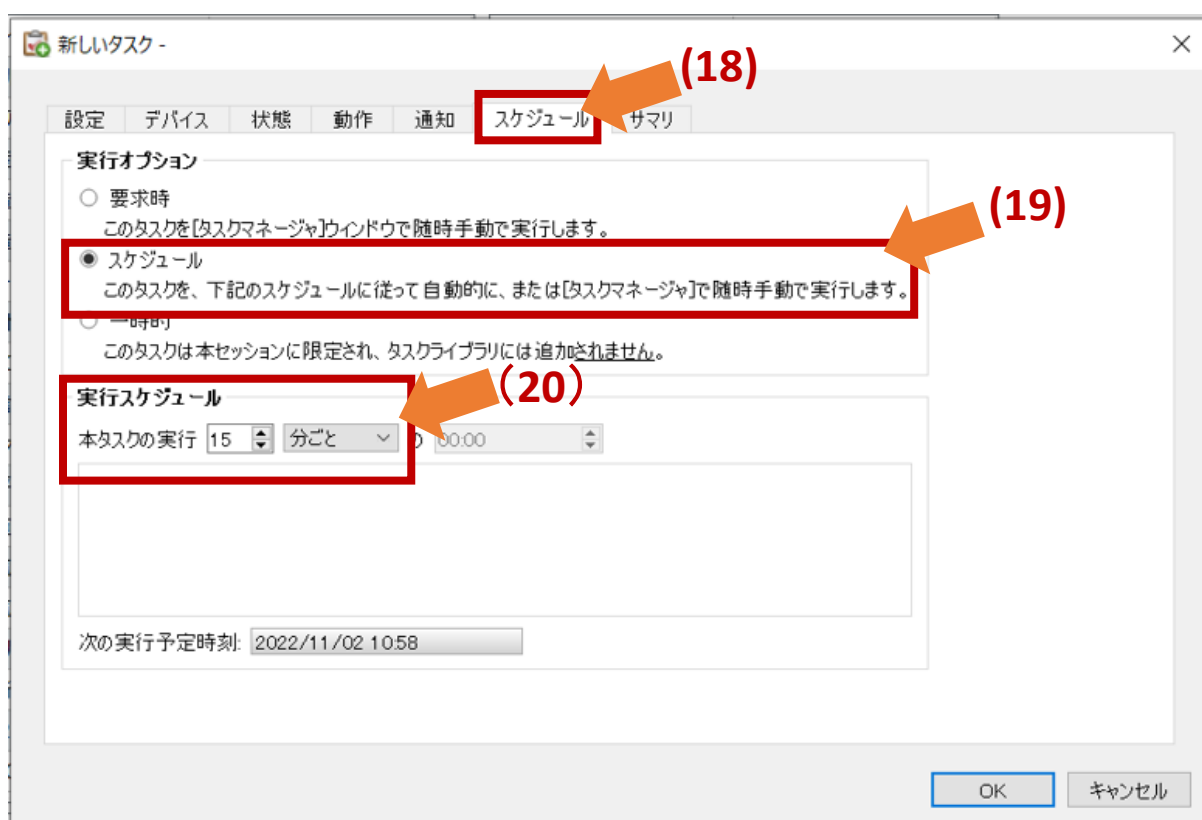 新しいタスク -
(18)
設定 デバイス 状態 動作 通知 スケジュール サマリ
実行オプション
要求時
このタスクを[タスクマネージャ]ウィンドウで随時手動で実行します。
(19)
スケジュール
このタスクを、下記のスケジュールに従って自動的に、または[タスクマネージャ]で随時手動で実行します。
一時的
このタスクは本セッションに限定され、タスクライブラリには追加されません。
（20）
実行スケジュール
本タスクの実行 15 分ごと の 00:00
次の実行予定時刻: 2022/11/02 10:58
OK キャンセル